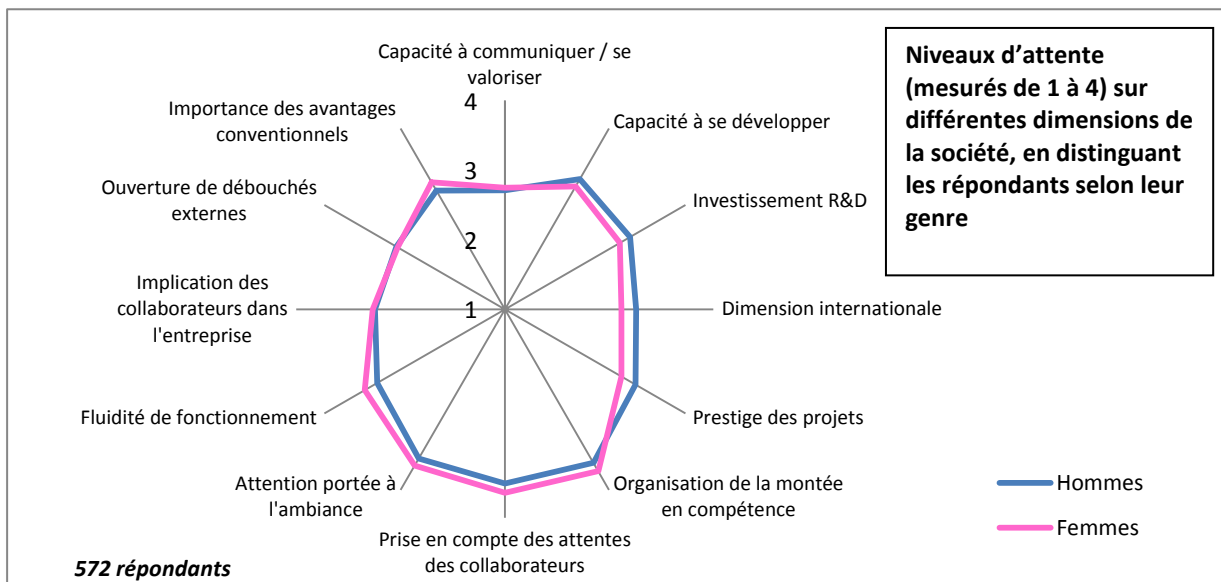 Capacité à communiquer / se
valoriser
Niveaux d’attente
(mesurés de 1 à 4) sur
différentes dimensions de
la société, en distinguant
les répondants selon leur
genre
Importance des avantages
conventionnels
4
Capacité à se développer
3
Ouverture de débouchés
externes
Investissement R&D
2
Implication des
collaborateurs dans
l'entreprise
1
Dimension internationale
Fluidité de fonctionnement
Prestige des projets
Attention portée à
l'ambiance
Organisation de la montée
en compétence
Prise en compte des attentes
des collaborateurs
Hommes
Femmes
572 répondants